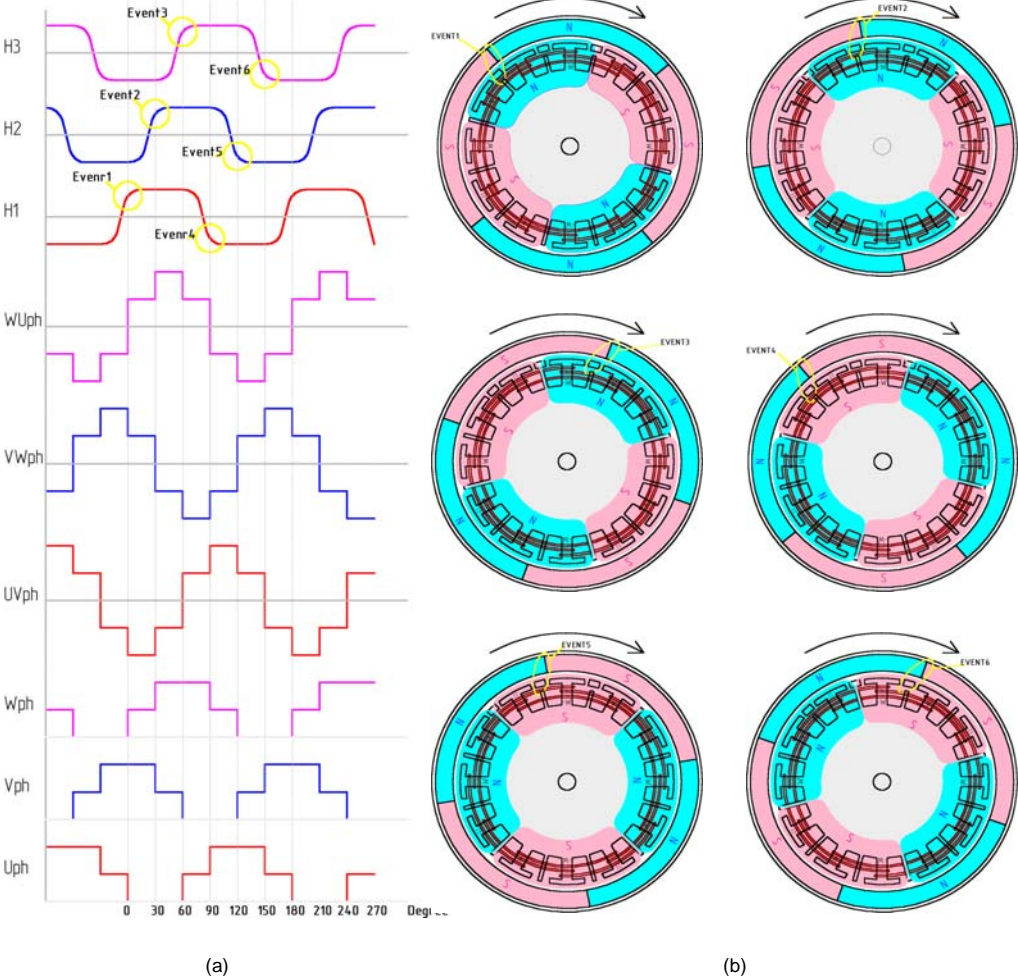 Event3
H3
Event6
Event2
H2
Event5
Evenr1
H1
Evenr4
WUph
VWph
UVph
Wph
Vph
Uph
0 30 60 90 120 150 180 210 240 270
(a)
EVENT1
N
S
N
S
S
S
N
N
EVENT2
N
S
N
S
S
S
N
N
EVENT3
S
N
S
N
S
N
N
S
EVENT4
S
N
S
N
N
N
S
S
EVENT5
S
N
S
N
N
N
S
S
EVENT6
N
S
S
N
N
S
S
N
(b)